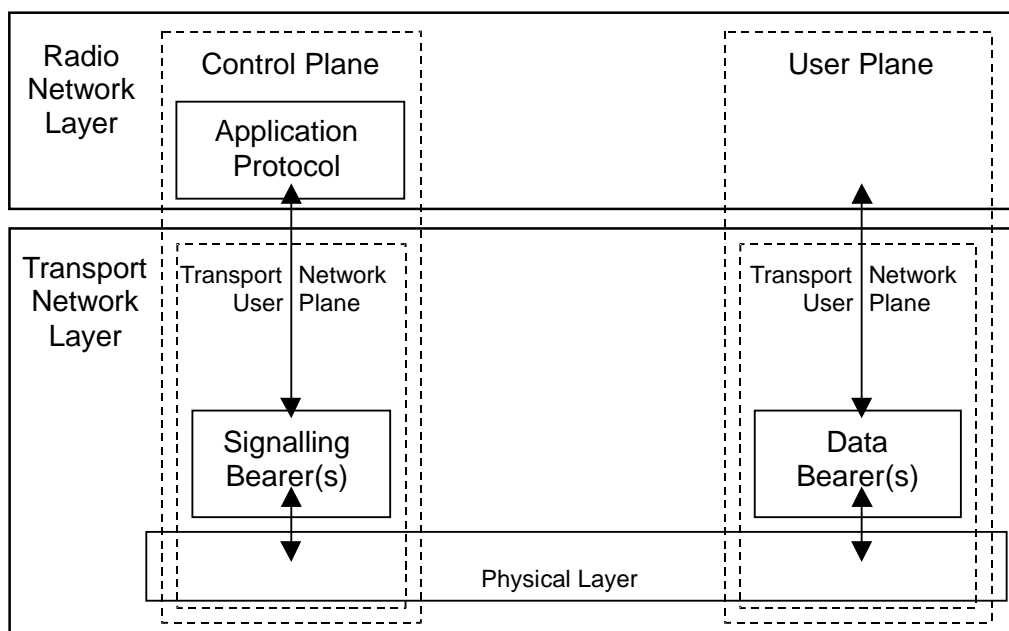 Radio
Network
Layer
Control Plane
User Plane
Application
Protocol
Transport
Network
Layer
Transport Network
User Plane
Transport Network
User Plane
Signalling
Bearer(s)
Data
Bearer(s)
Physical Layer